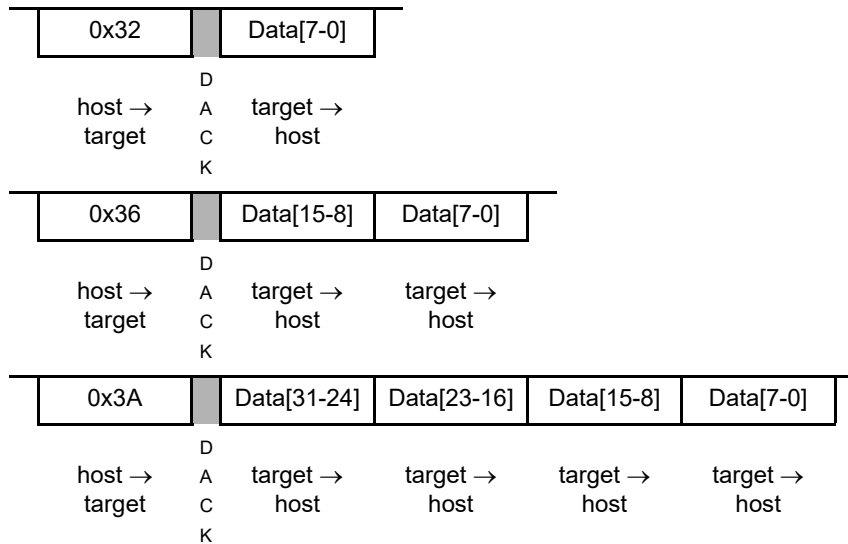 0x32 Data[7-0]
host → target D A C K target → host
0x36 Data[15-8] Data[7-0]
host → target D A C K target → host target → host
0x3A Data[31-24] Data[23-16] Data[15-8] Data[7-0]
host → target D A C K target → host target → host target → host target → host